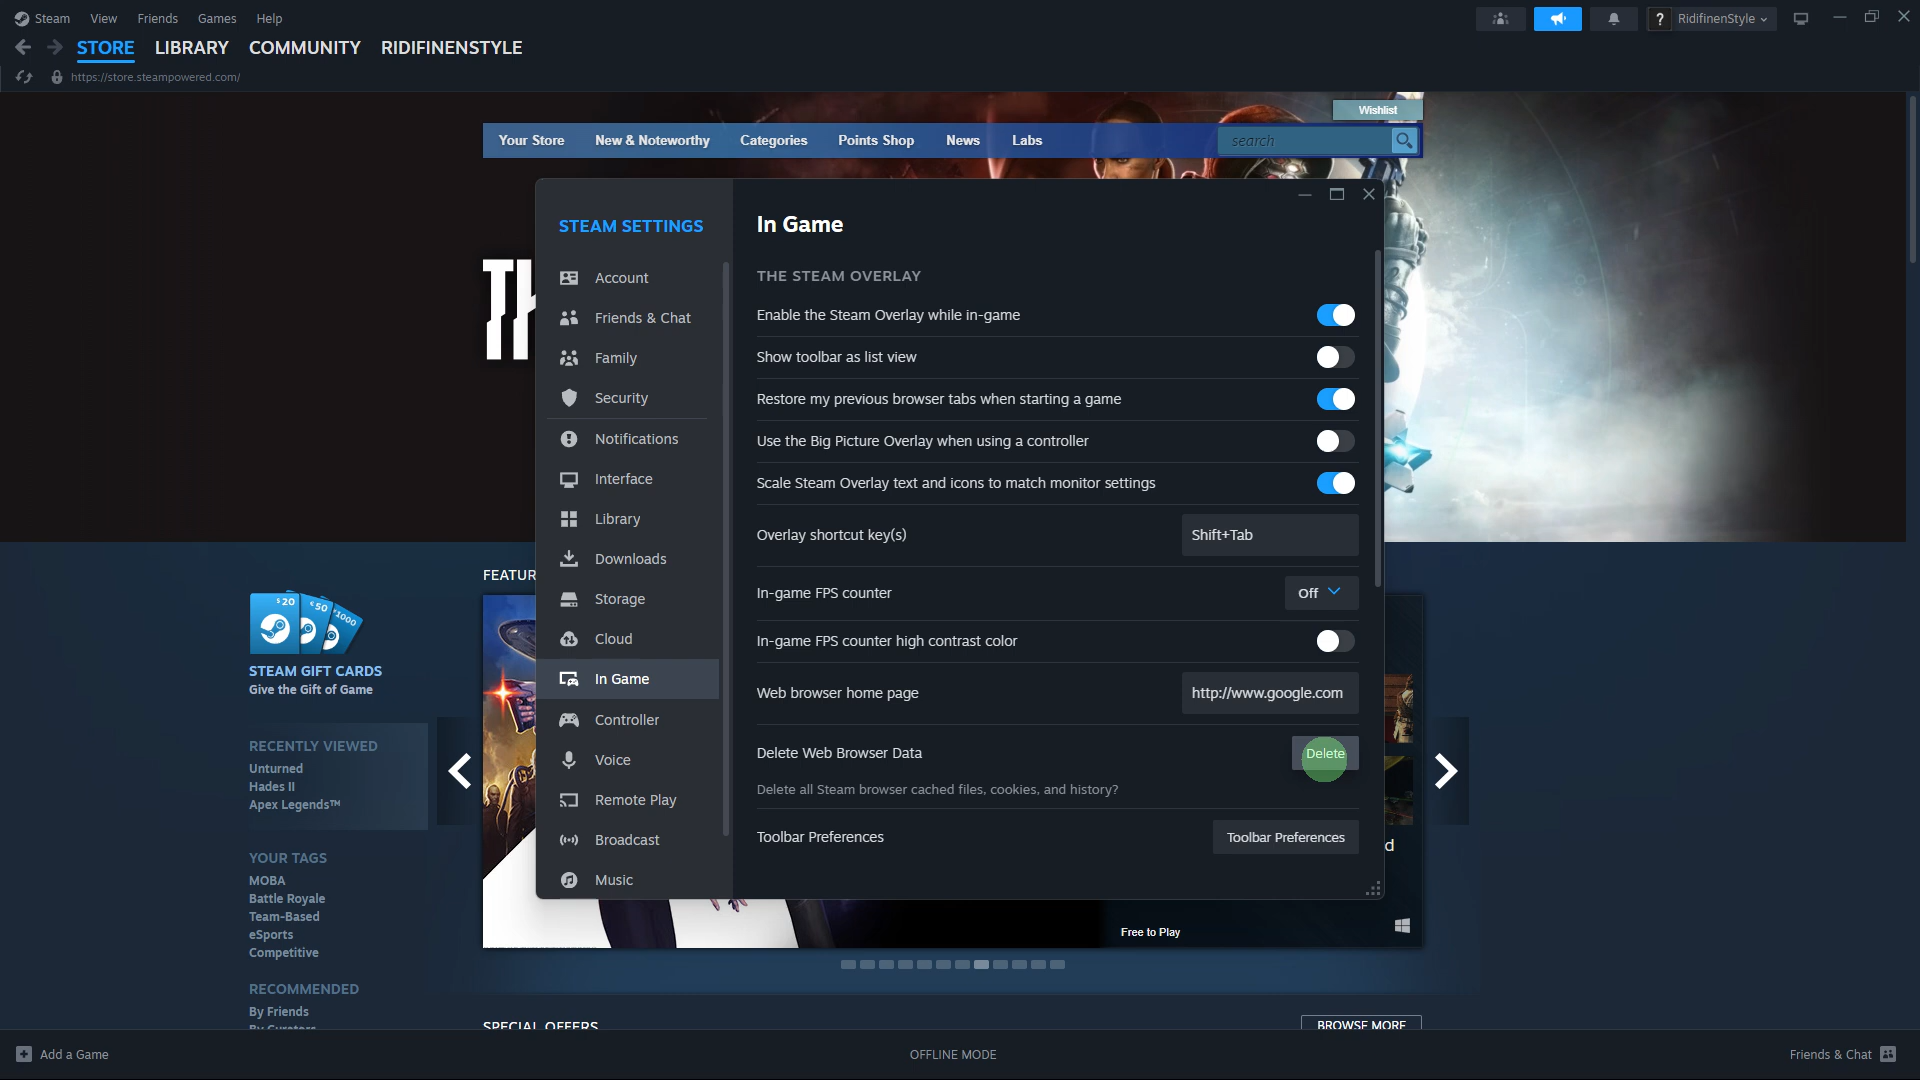 Steam View Friends Games Help
RidifinenStyle
STORE LIBRARY COMMUNITY RIDIFINENSTYLE
https://store.steampowered.com/
Wishlist
Your Store New & Noteworthy Categories Points Shop News Labs search
STEAM SETTINGS
Account
Friends & Chat
Family
Security
Notifications
Interface
Library
Downloads
Storage
Cloud
In Game
Controller
Voice
Remote Play
Broadcast
Music
In Game
THE STEAM OVERLAY
Enable the Steam Overlay while in-game
Show toolbar as list view
Restore my previous browser tabs when starting a game
Use the Big Picture Overlay when using a controller
Scale Steam Overlay text and icons to match monitor settings
Overlay shortcut key(s) Shift+Tab
In-game FPS counter Off
In-game FPS counter high contrast color
Web browser home page http://www.google.com
Delete Web Browser Data Delete
Delete all Steam browser cached files, cookies, and history?
Toolbar Preferences Toolbar Preferences
TH
FEATUR
$20 €50 $1000
STEAM GIFT CARDS
Give the Gift of Game
RECENTLY VIEWED
Unturned
Hades II
Apex Legends™
YOUR TAGS
MOBA
Battle Royale
Team-Based
eSports
Competitive
RECOMMENDED
By Friends
By Curators
d
Free to Play
SPECIAL OFFERS BROWSE MORE
Add a Game OFFLINE MODE Friends & Chat